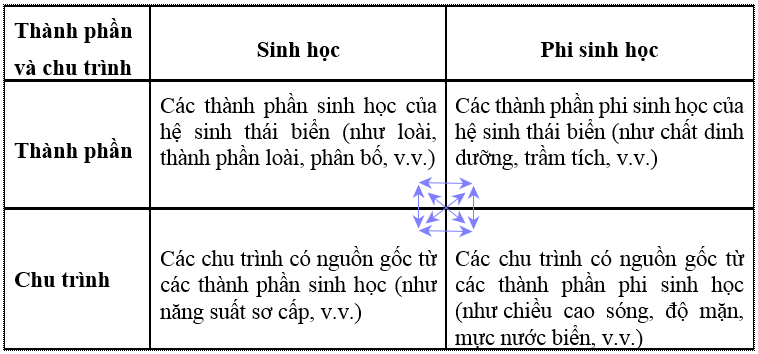 Thành phần
và chu trình
Sinh học
Phi sinh học
Thành phần
Các thành phần sinh học của
hệ sinh thái biển (như loài,
thành phần loài, phân bố, v.v.)
Các thành phần phi sinh học của
hệ sinh thái biển (như chất dinh
dưỡng, trầm tích, v.v.)
Chu trình
Các chu trình có nguồn gốc từ
các thành phần sinh học (như
năng suất sơ cấp, v.v.)
Các chu trình có nguồn gốc từ
các thành phần phi sinh học
(như chiều cao sóng, độ mặn,
mực nước biển, v.v.)